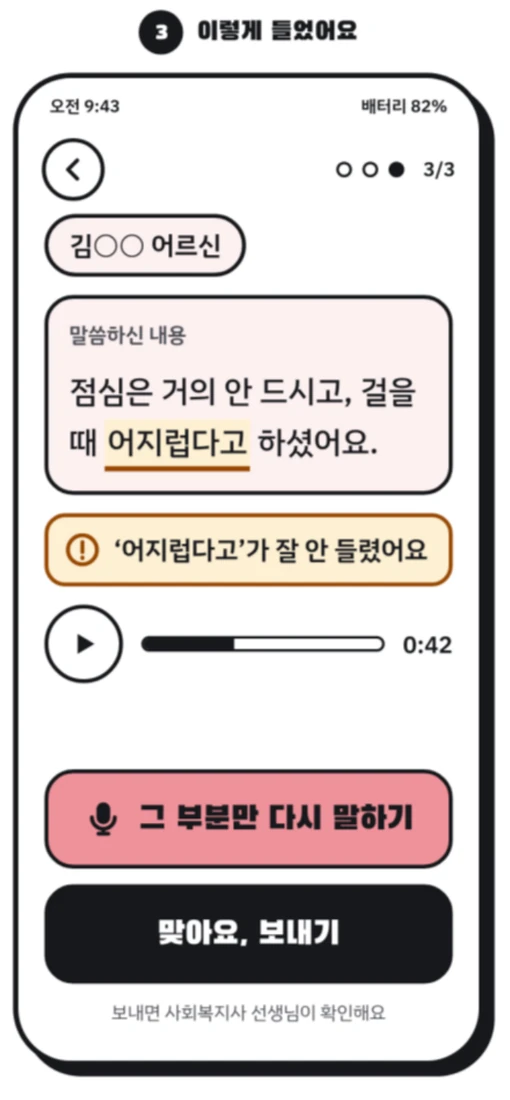 3 이렇게 들었어요
오전 9:43 배터리 82%
3/3
김○○ 어르신
말씀하신 내용
점심은 거의 안 드시고, 걸을
때 어지럽다고 하셨어요.
‘어지럽다고’가 잘 안 들렸어요
0:42
그 부분만 다시 말하기
맞아요, 보내기
보내면 사회복지사 선생님이 확인해요